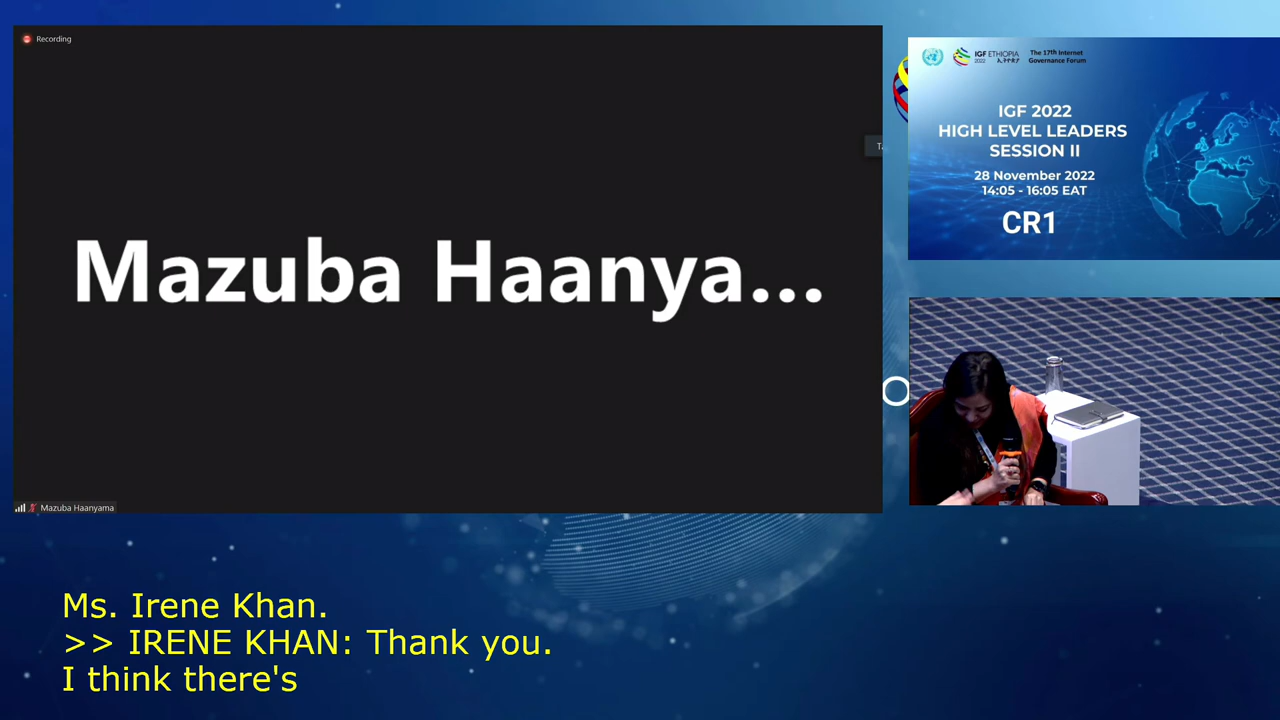 Recording
Mazuba Haanya...
Mazuba Haanyama
IGF ETHIOPIA
2022 ኢትዮጵያ
The 17th Internet
Governance Forum
IGF 2022
HIGH LEVEL LEADERS
SESSION II
28 November 2022
14:05 - 16:05 EAT
CR1
Ms. Irene Khan.
>> IRENE KHAN: Thank you.
I think there's